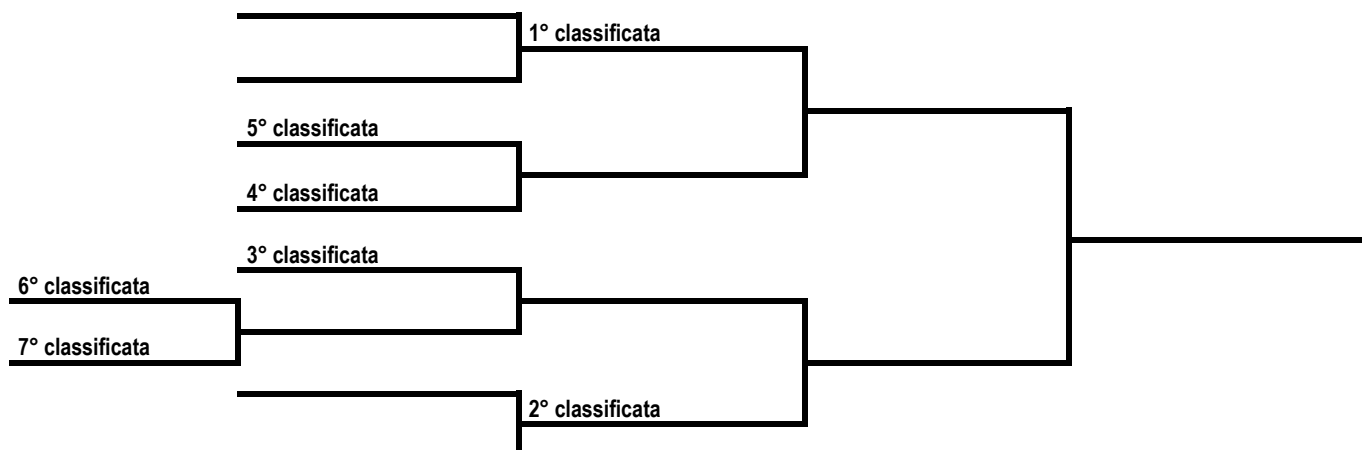 1° classificata
5° classificata
4° classificata
3° classificata
6° classificata
7° classificata
2° classificata